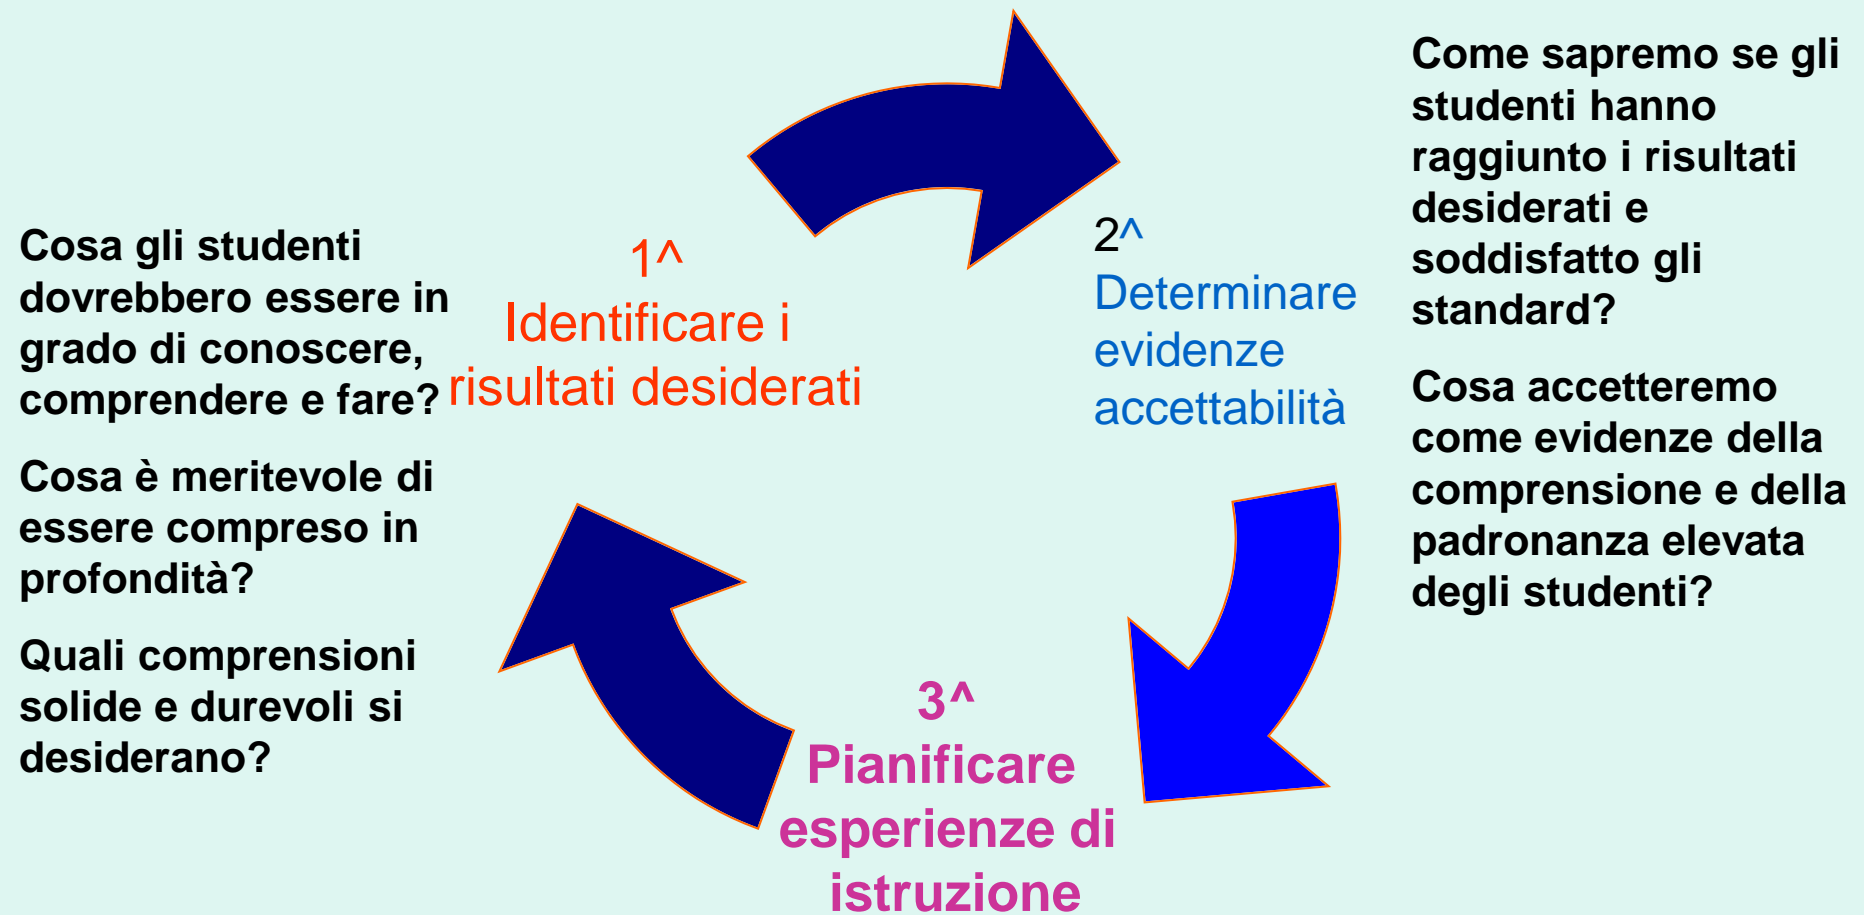 Cosa gli studenti
dovrebbero essere in
grado di conoscere,
comprendere e fare?
Cosa è meritevole di
essere compreso in
profondità?
Quali comprensioni
solide e durevoli si
desiderano?
1^
Identificare i
risultati desiderati
2^
Determinare
evidenze
accettabilità
Come sapremo se gli
studenti hanno
raggiunto i risultati
desiderati e
soddisfatto gli
standard?
Cosa accetteremo
come evidenze della
comprensione e della
padronanza elevata
degli studenti?
3^
Pianificare
esperienze di
istruzione